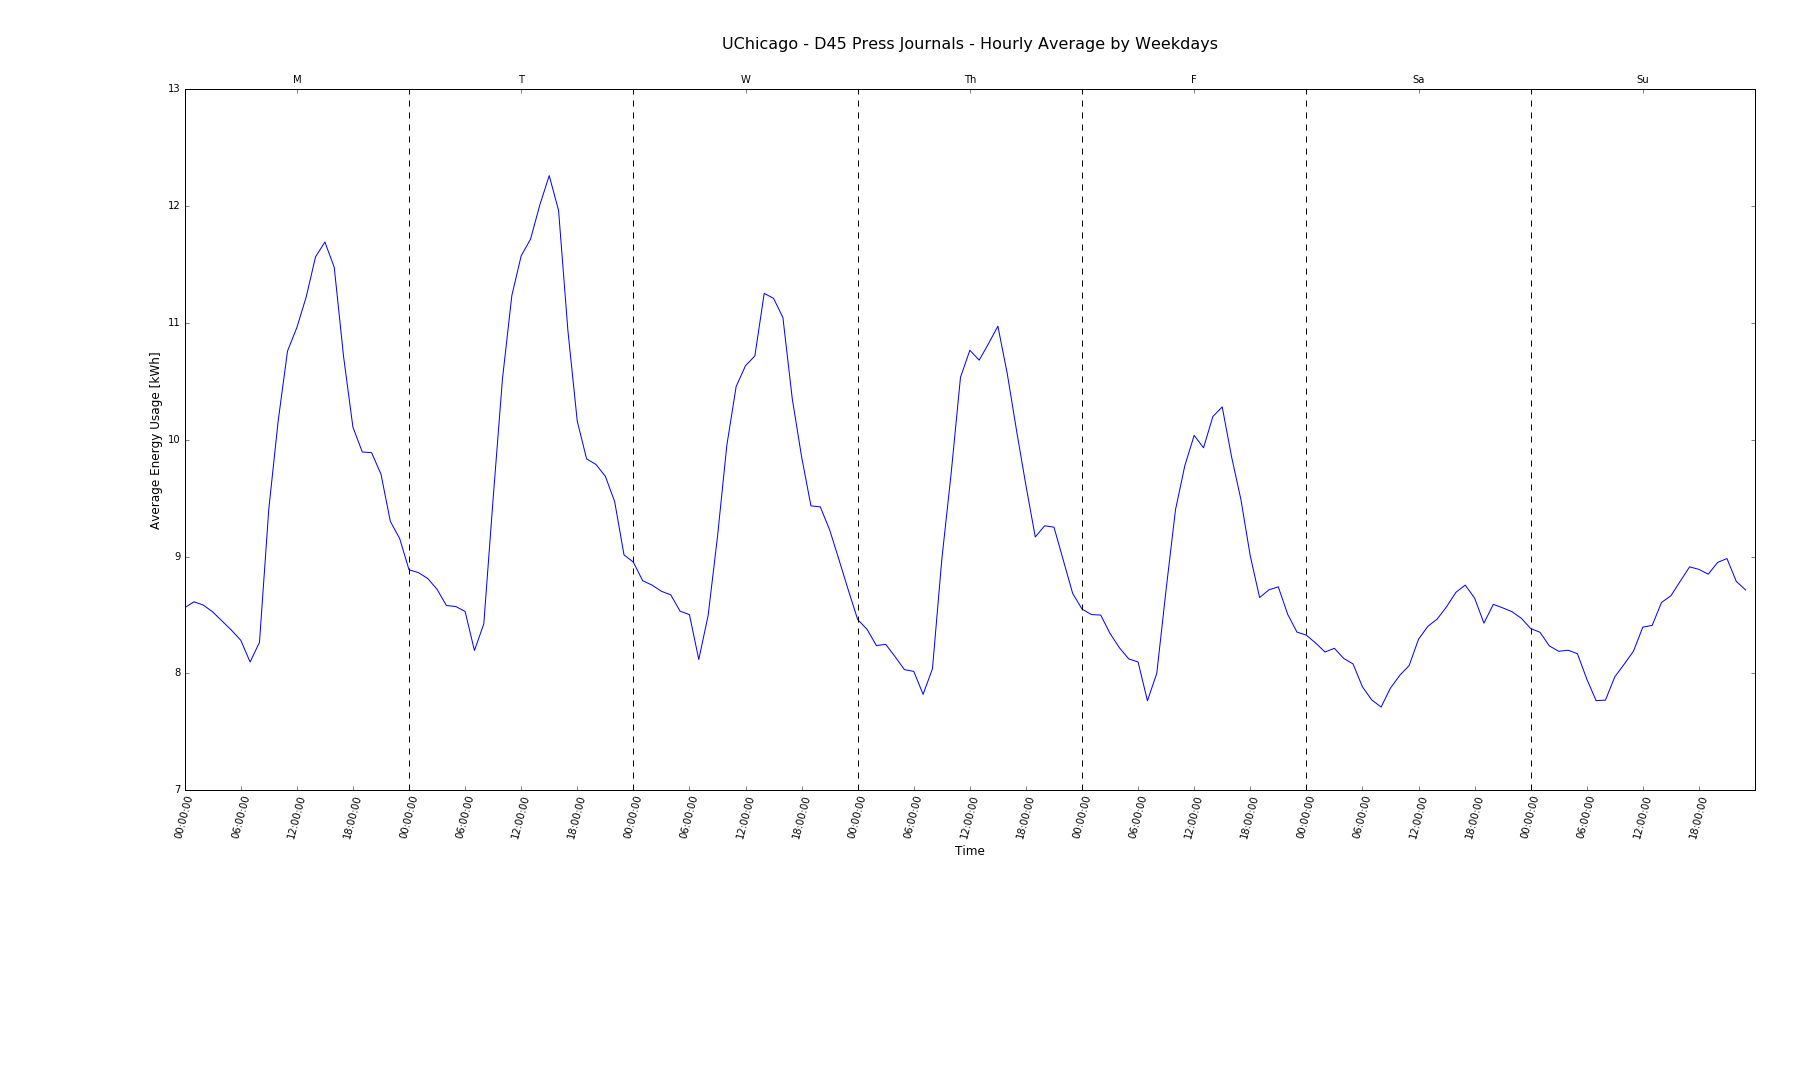 UChicago - D45 Press Journals - Hourly Average by Weekdays
M T W Th F Sa Su
13
12
11
10
9
8
7
Average Energy Usage [kWh]
00:00:00 06:00:00 12:00:00 18:00:00 00:00:00 06:00:00 12:00:00 18:00:00 00:00:00 06:00:00 12:00:00 18:00:00 00:00:00 06:00:00 12:00:00 18:00:00 00:00:00 06:00:00 12:00:00 18:00:00 00:00:00 06:00:00 12:00:00 18:00:00 00:00:00 06:00:00 12:00:00 18:00:00
Time